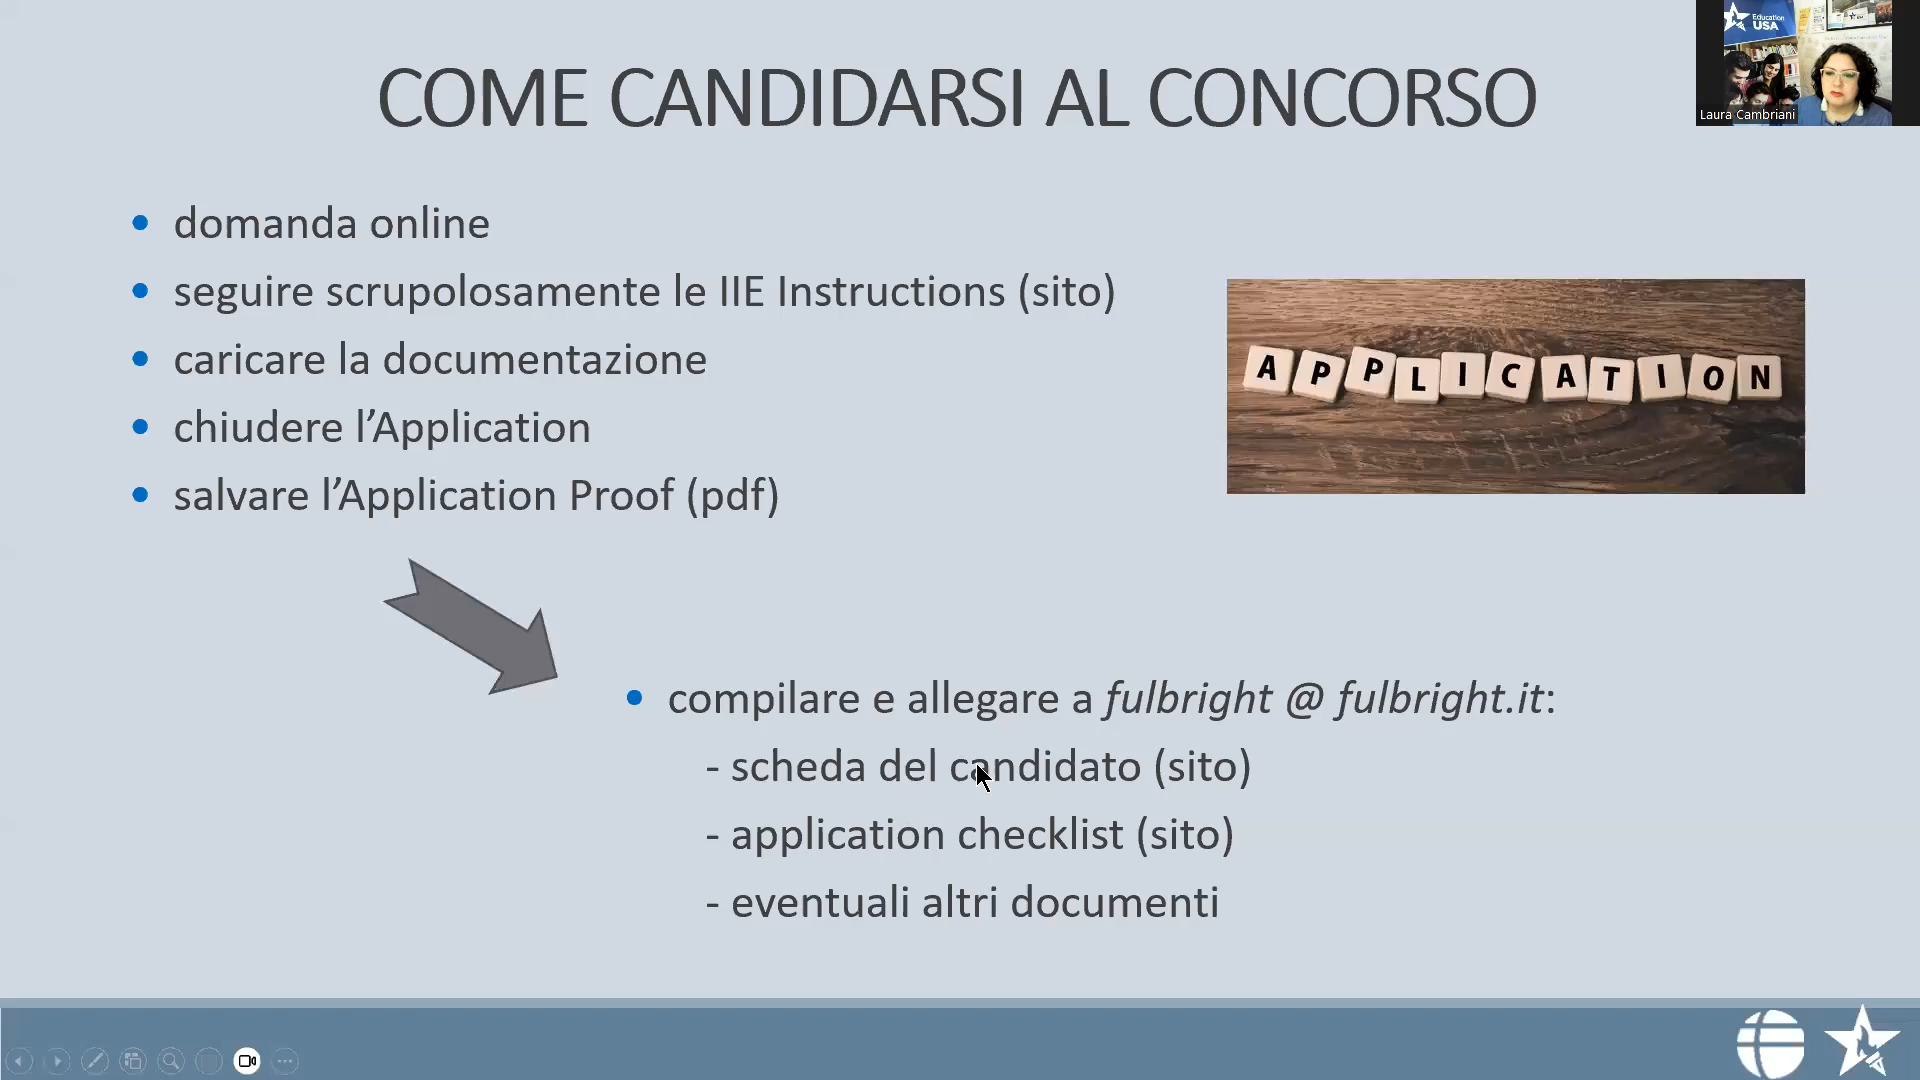 COME CANDIDARSI AL CONCORSO
Education
USA
Laura Cambriani
• domanda online
• seguire scrupolosamente le IIE Instructions (sito)
• caricare la documentazione
• chiudere l’Application
• salvare l’Application Proof (pdf)
APPLICATION
• compilare e allegare a fulbright @ fulbright.it:
- scheda del candidato (sito)
- application checklist (sito)
- eventuali altri documenti